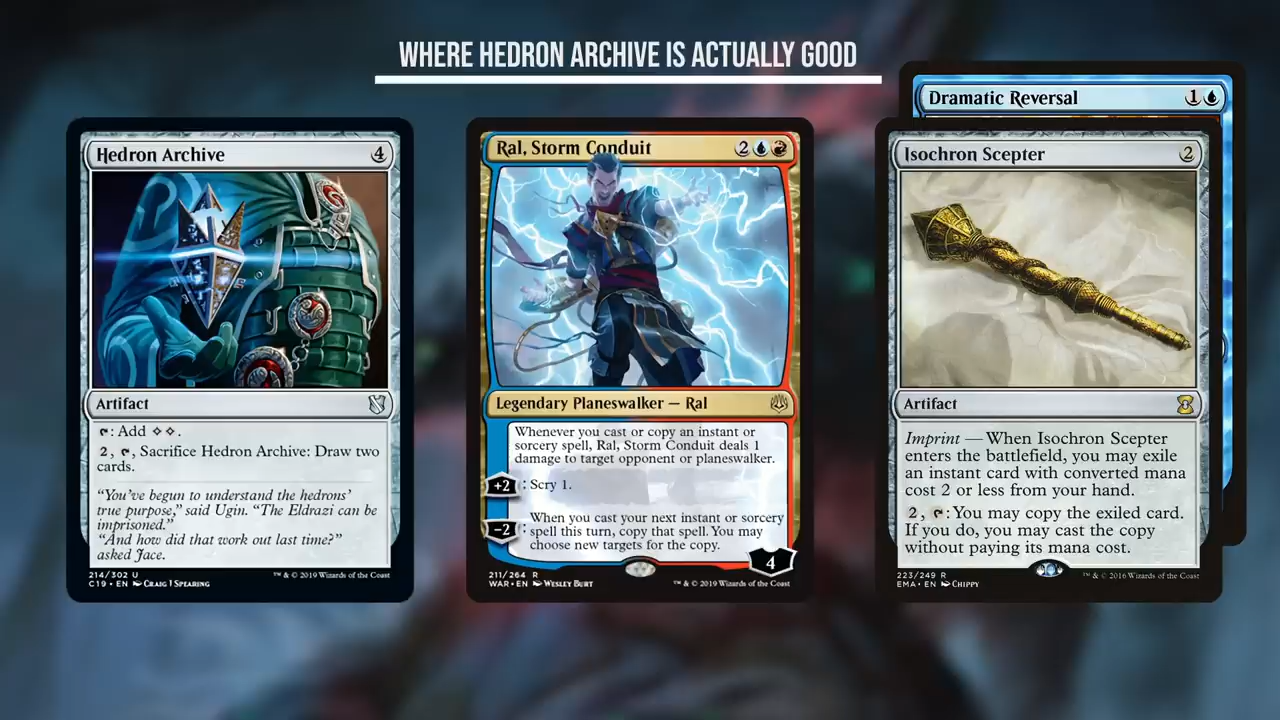 WHERE HEDRON ARCHIVE IS ACTUALLY GOOD
Hedron Archive 4
Artifact
: Add .
2, , Sacrifice Hedron Archive: Draw two
cards.
“You’ve begun to understand the hedrons’
true purpose,” said Ugin. “The Eldrazi can be
imprisoned.”
“And how did that work out last time?”
asked Jace.
214/302 U
C19 • EN CRAIG J SPEARING
™ & © 2019 Wizards of the Coast
Ral, Storm Conduit 2
Legendary Planeswalker — Ral
Whenever you cast or copy an instant or
sorcery spell, Ral, Storm Conduit deals 1
damage to target opponent or planeswalker.
+2 : Scry 1.
−2 : When you cast your next instant or sorcery
spell this turn, copy that spell. You may
choose new targets for the copy.
4
211/264 R
WAR • EN WESLEY BURT
™ & © 2019 Wizards of the Coast
Dramatic Reversal 1
Isochron Scepter 2
Artifact
Imprint — When Isochron Scepter
enters the battlefield, you may exile
an instant card with converted mana
cost 2 or less from your hand.
2, : You may copy the exiled card.
If you do, you may cast the copy
without paying its mana cost.
223/249 R
EMA • EN CHIPPY
™ & © 2016 Wizards of the Coast